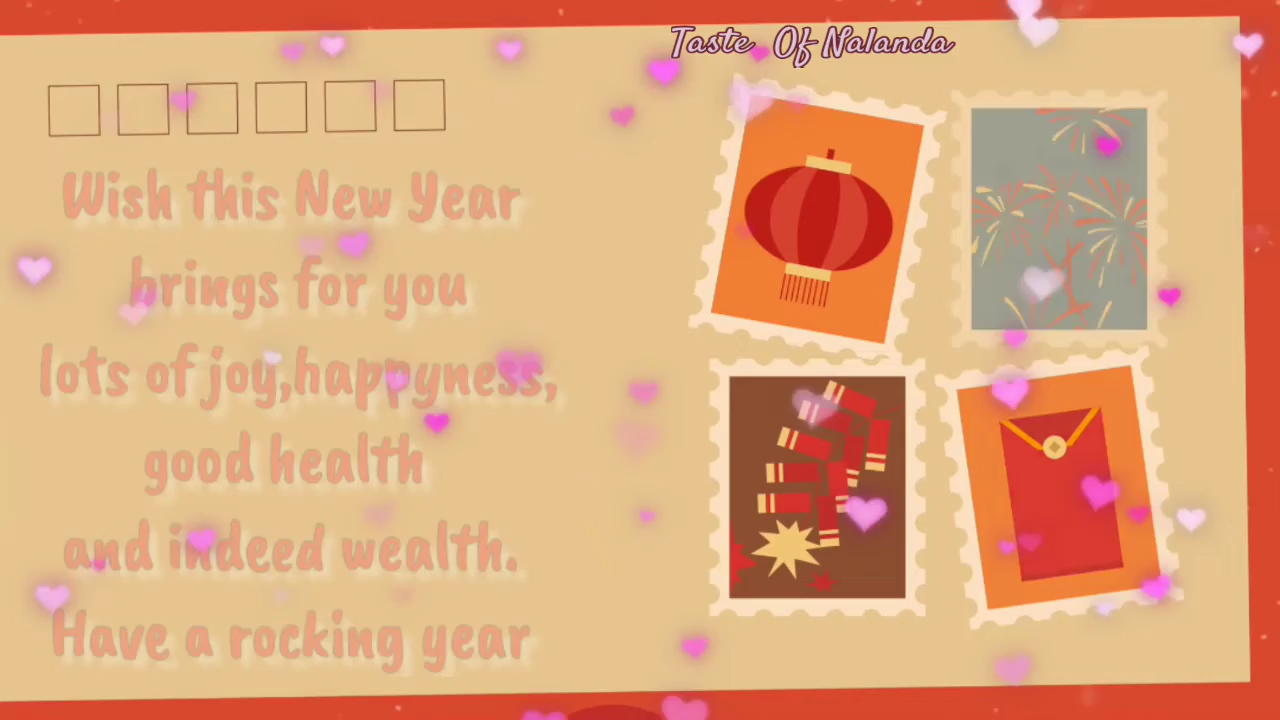 Taste Of Nalanda
Wish this New Year
brings for you
lots of joy,happyness,
good health
and indeed wealth.
Have a rocking year